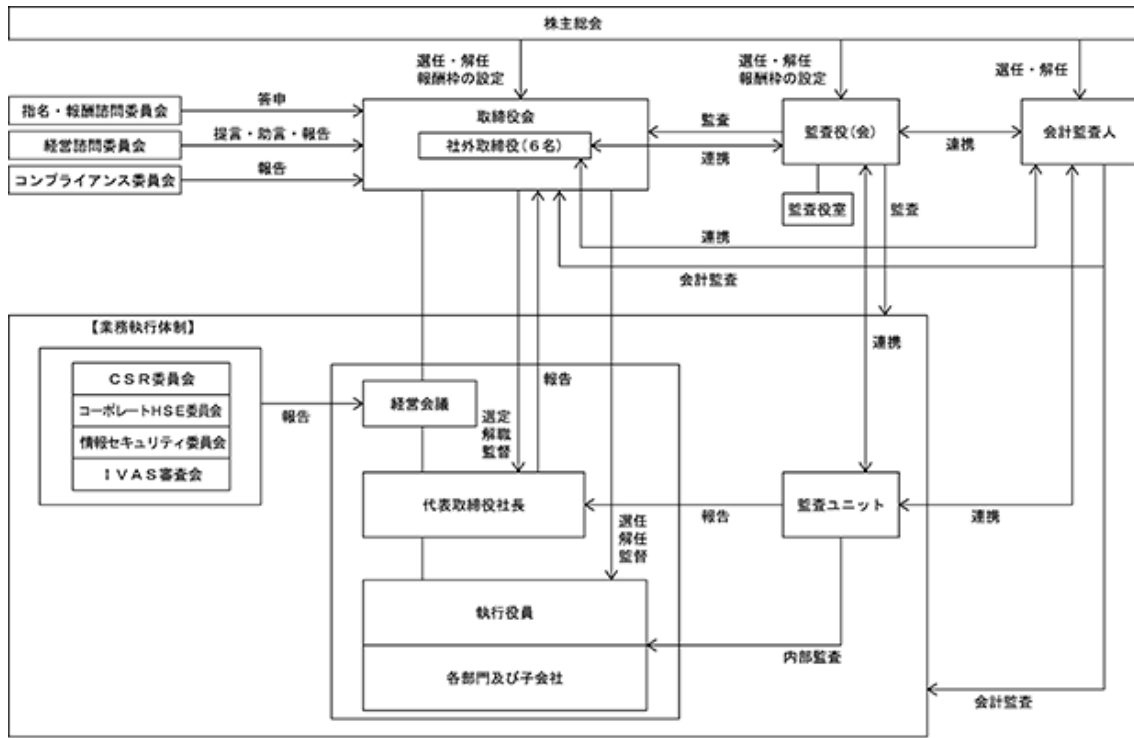 株主総会
選任・解任
報酬枠の設定
選任・解任
報酬枠の設定
選任・解任
指名・報酬諮問委員会
答申
経営諮問委員会
提言・助言・報告
コンプライアンス委員会
報告
取締役会
社外取締役(6名)
監査
連携
監査役(会)
連携
会計監査人
監査役室
監査
連携
会計監査
【業務執行体制】
連携
CSR委員会
コーポレートHSE委員会
情報セキュリティ委員会
IVAS審査会
報告
経営会議
報告
選定
解職
監督
代表取締役社長
報告
監査ユニット
連携
選任
解任
監督
執行役員
内部監査
各部門及び子会社
会計監査